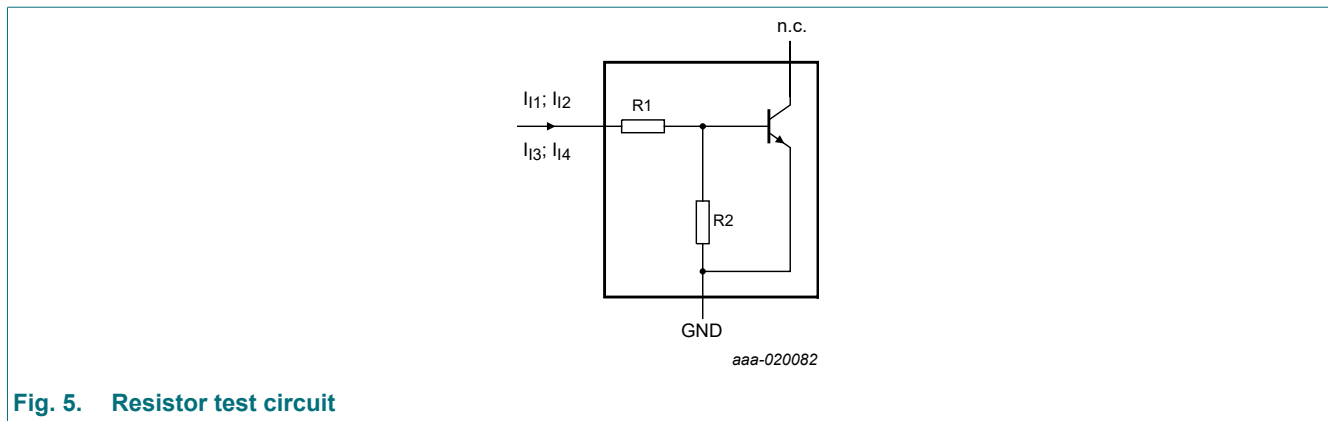 n.c.
I_I1; I_I2
R1
I_I3; I_I4
R2
GND
aaa-020082
Fig. 5. Resistor test circuit